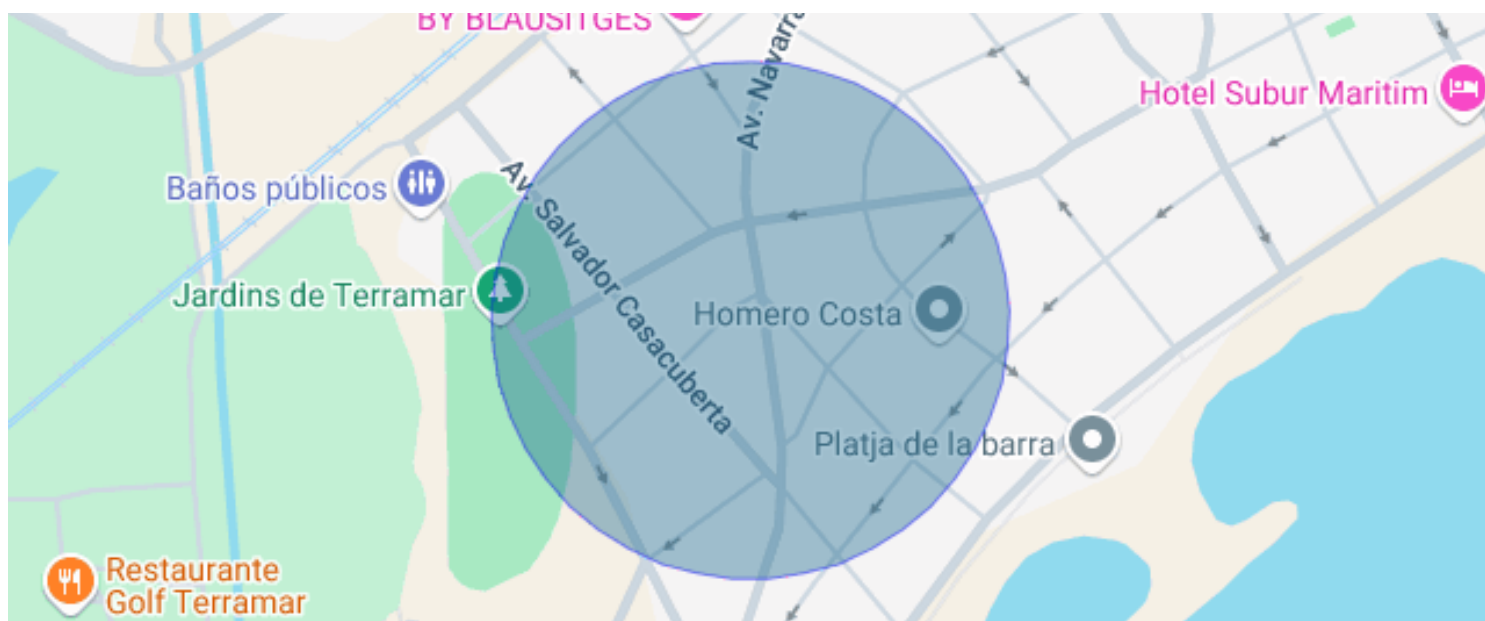 BY BLAUSITGES
Av. Navarra
Hotel Subur Maritim
Baños públicos
Av. Salvador Casacuberta
Jardins de Terramar
Homero Costa
Platja de la barra
Restaurante
Golf Terramar